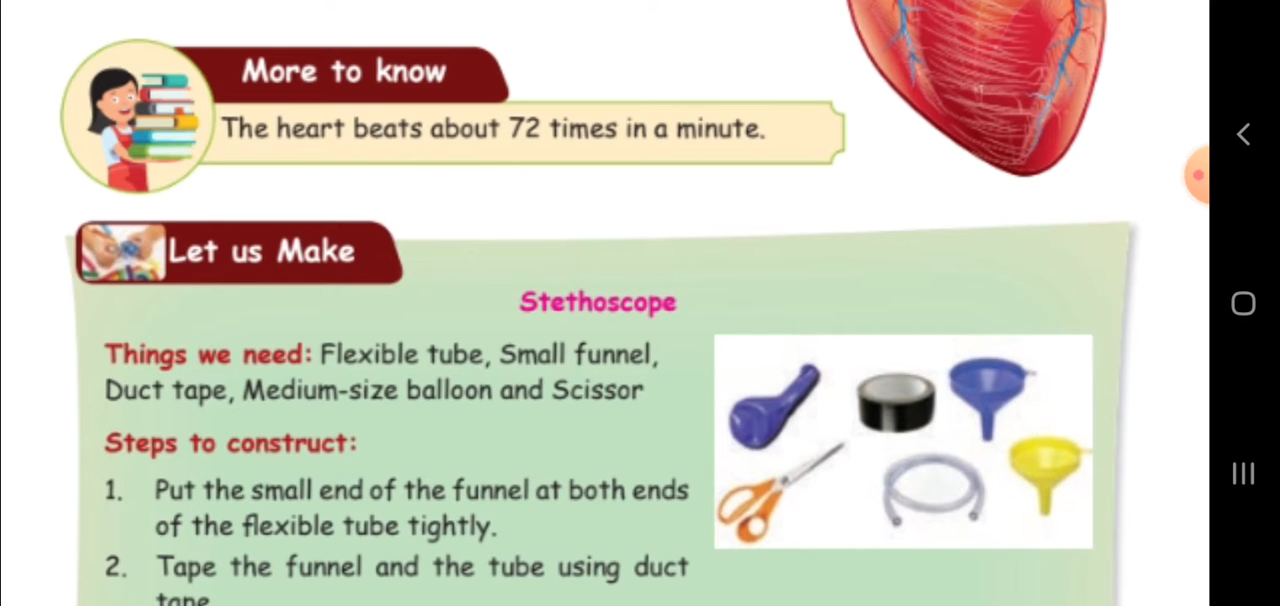 More to know
The heart beats about 72 times in a minute.
Let us Make
Stethoscope
Things we need: Flexible tube, Small funnel,
Duct tape, Medium-size balloon and Scissor
Steps to construct:
1. Put the small end of the funnel at both ends
of the flexible tube tightly.
2. Tape the funnel and the tube using duct
tape